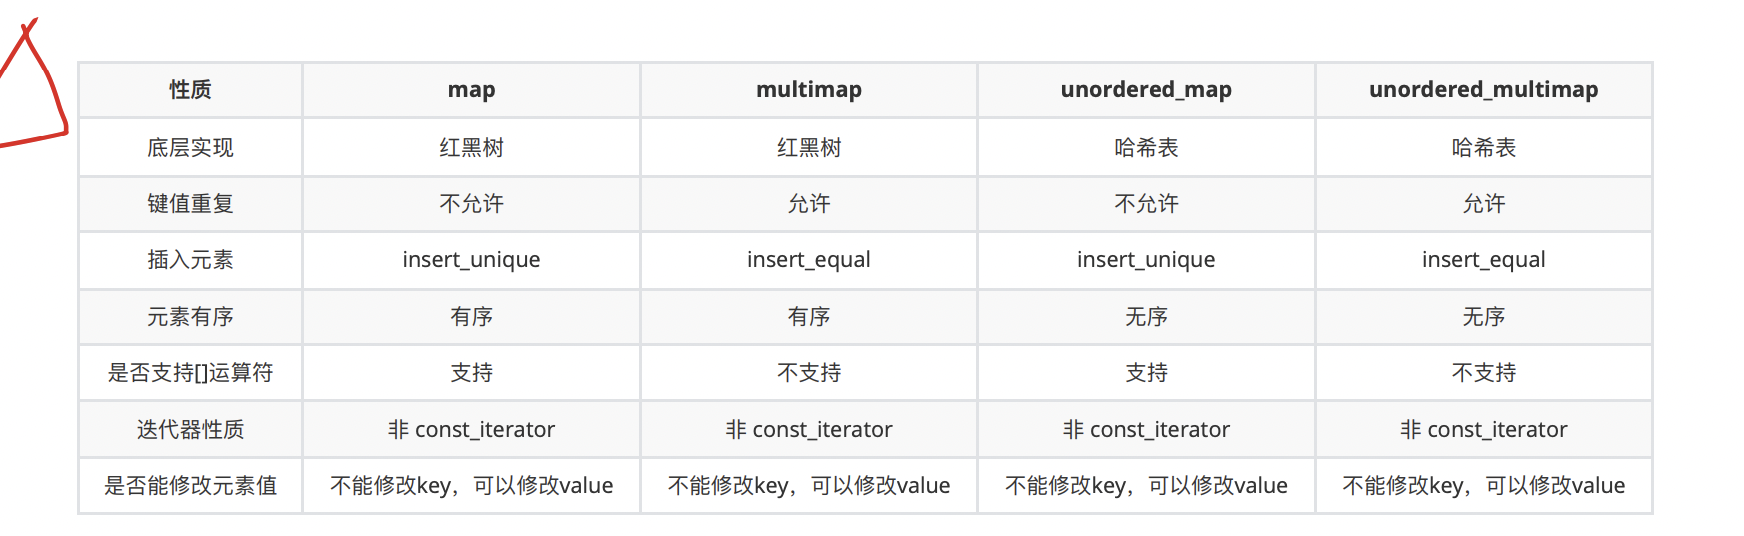 性质 map multimap unordered_map unordered_multimap
底层实现 红黑树 红黑树 哈希表 哈希表
键值重复 不允许 允许 不允许 允许
插入元素 insert_unique insert_equal insert_unique insert_equal
元素有序 有序 有序 无序 无序
是否支持[]运算符 支持 不支持 支持 不支持
迭代器性质 非 const_iterator 非 const_iterator 非 const_iterator 非 const_iterator
是否能修改元素值 不能修改key，可以修改value 不能修改key，可以修改value 不能修改key，可以修改value 不能修改key，可以修改value